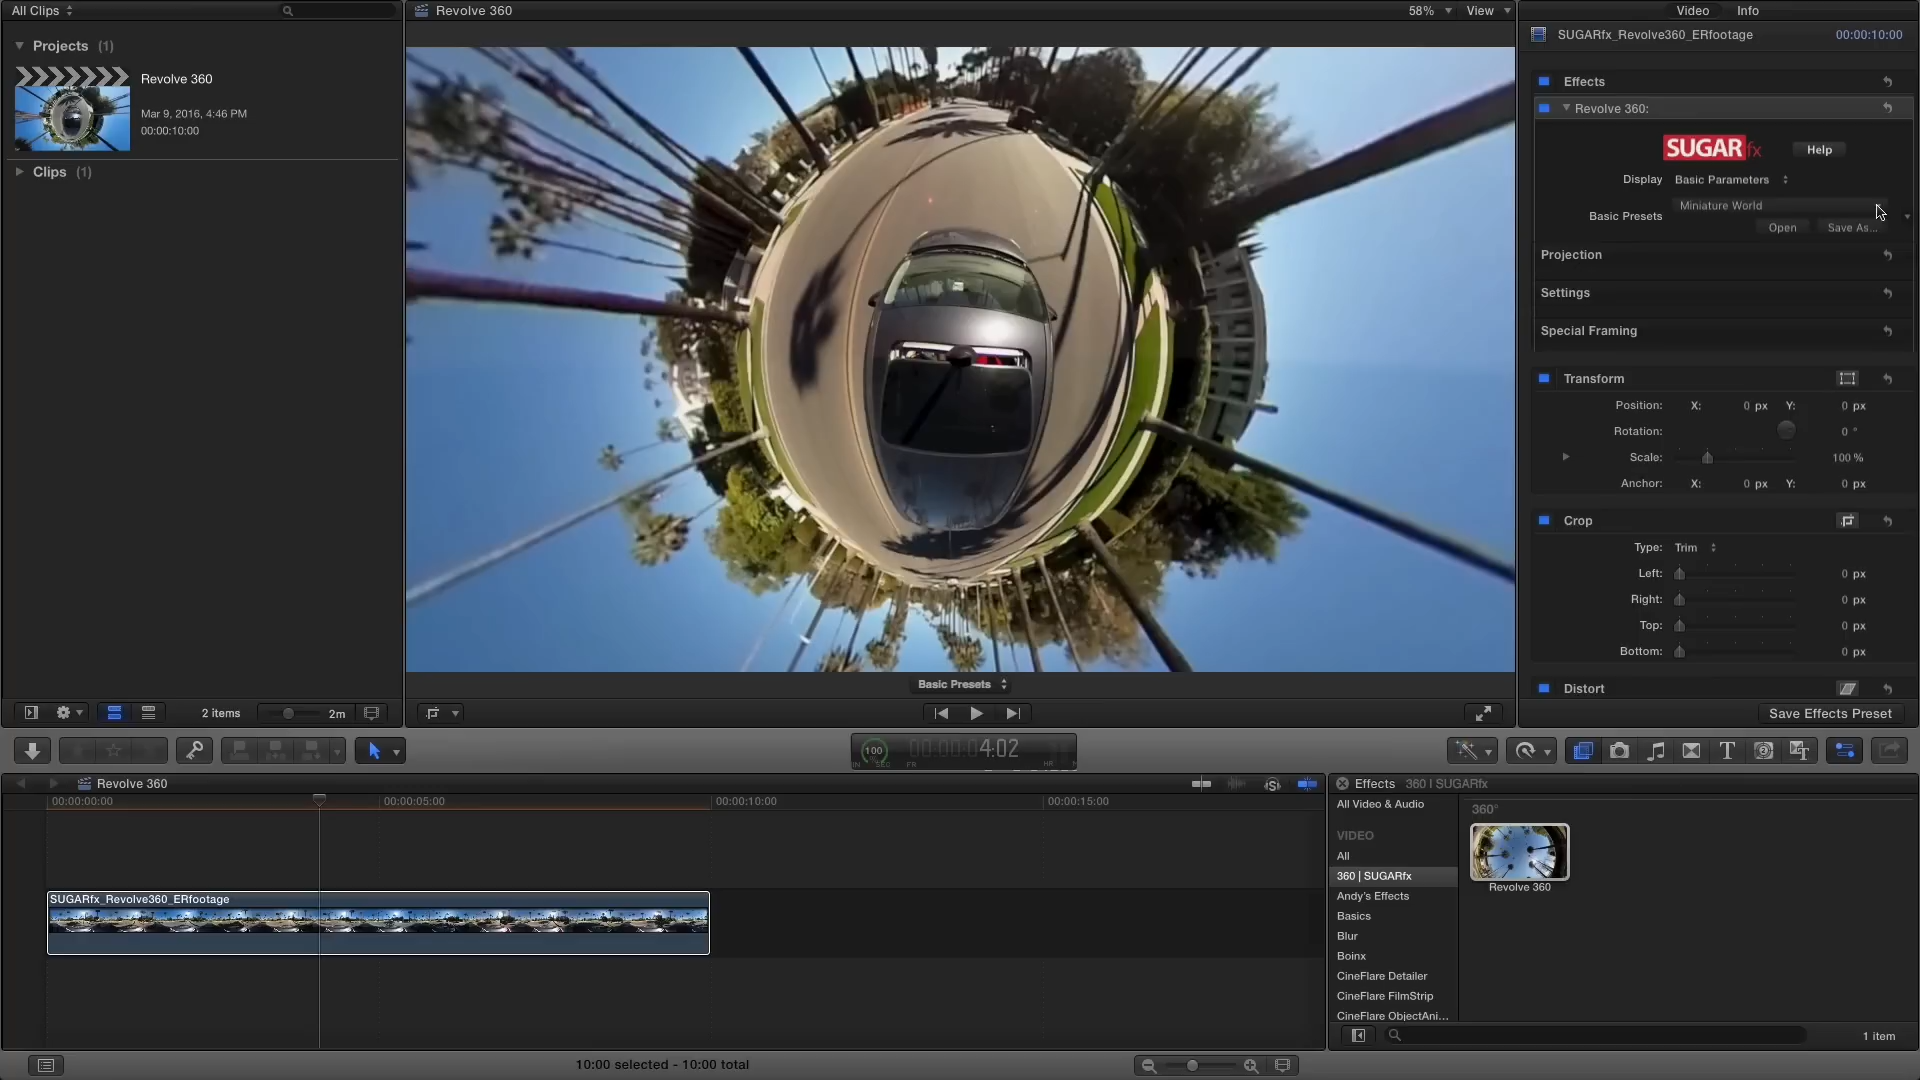 All Clips
Projects (1)
Revolve 360
Mar 9, 2016, 4:46 PM
00:00:10:00
Clips (1)
2 items
2m
Revolve 360
58%
View
Basic Presets
Video
Info
SUGARfx_Revolve360_ERfootage
00:00:10:00
Effects
Revolve 360:
SUGARfx
Help
Display
Basic Parameters
Basic Presets
Miniature World
Open
Save As...
Projection
Settings
Special Framing
Transform
Position: X: 0 px Y: 0 px
Rotation: 0 °
Scale: 100 %
Anchor: X: 0 px Y: 0 px
Crop
Type: Trim
Left: 0 px
Right: 0 px
Top: 0 px
Bottom: 0 px
Distort
Save Effects Preset
100
00:00:04:02
Revolve 360
00:00:00:00
00:00:05:00
00:00:10:00
00:00:15:00
SUGARfx_Revolve360_ERfootage
10:00 selected - 10:00 total
Effects
360 | SUGARfx
All Video & Audio
VIDEO
All
360 | SUGARfx
Andy's Effects
Basics
Blur
Boinx
CineFlare Detailer
CineFlare FilmStrip
CineFlare ObjectAni...
360°
Revolve 360
1 item